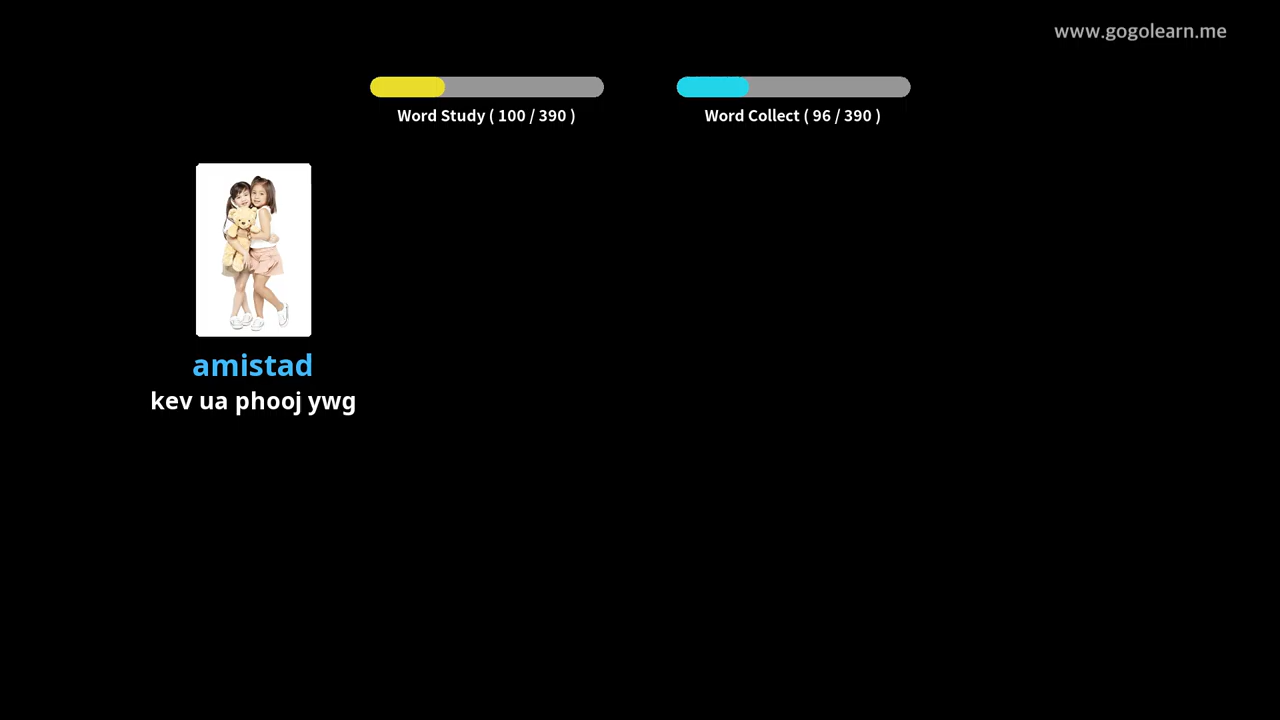 www.gogolearn.me
Word Study ( 100 / 390 )
Word Collect ( 96 / 390 )
amistad
kev ua phooj ywg